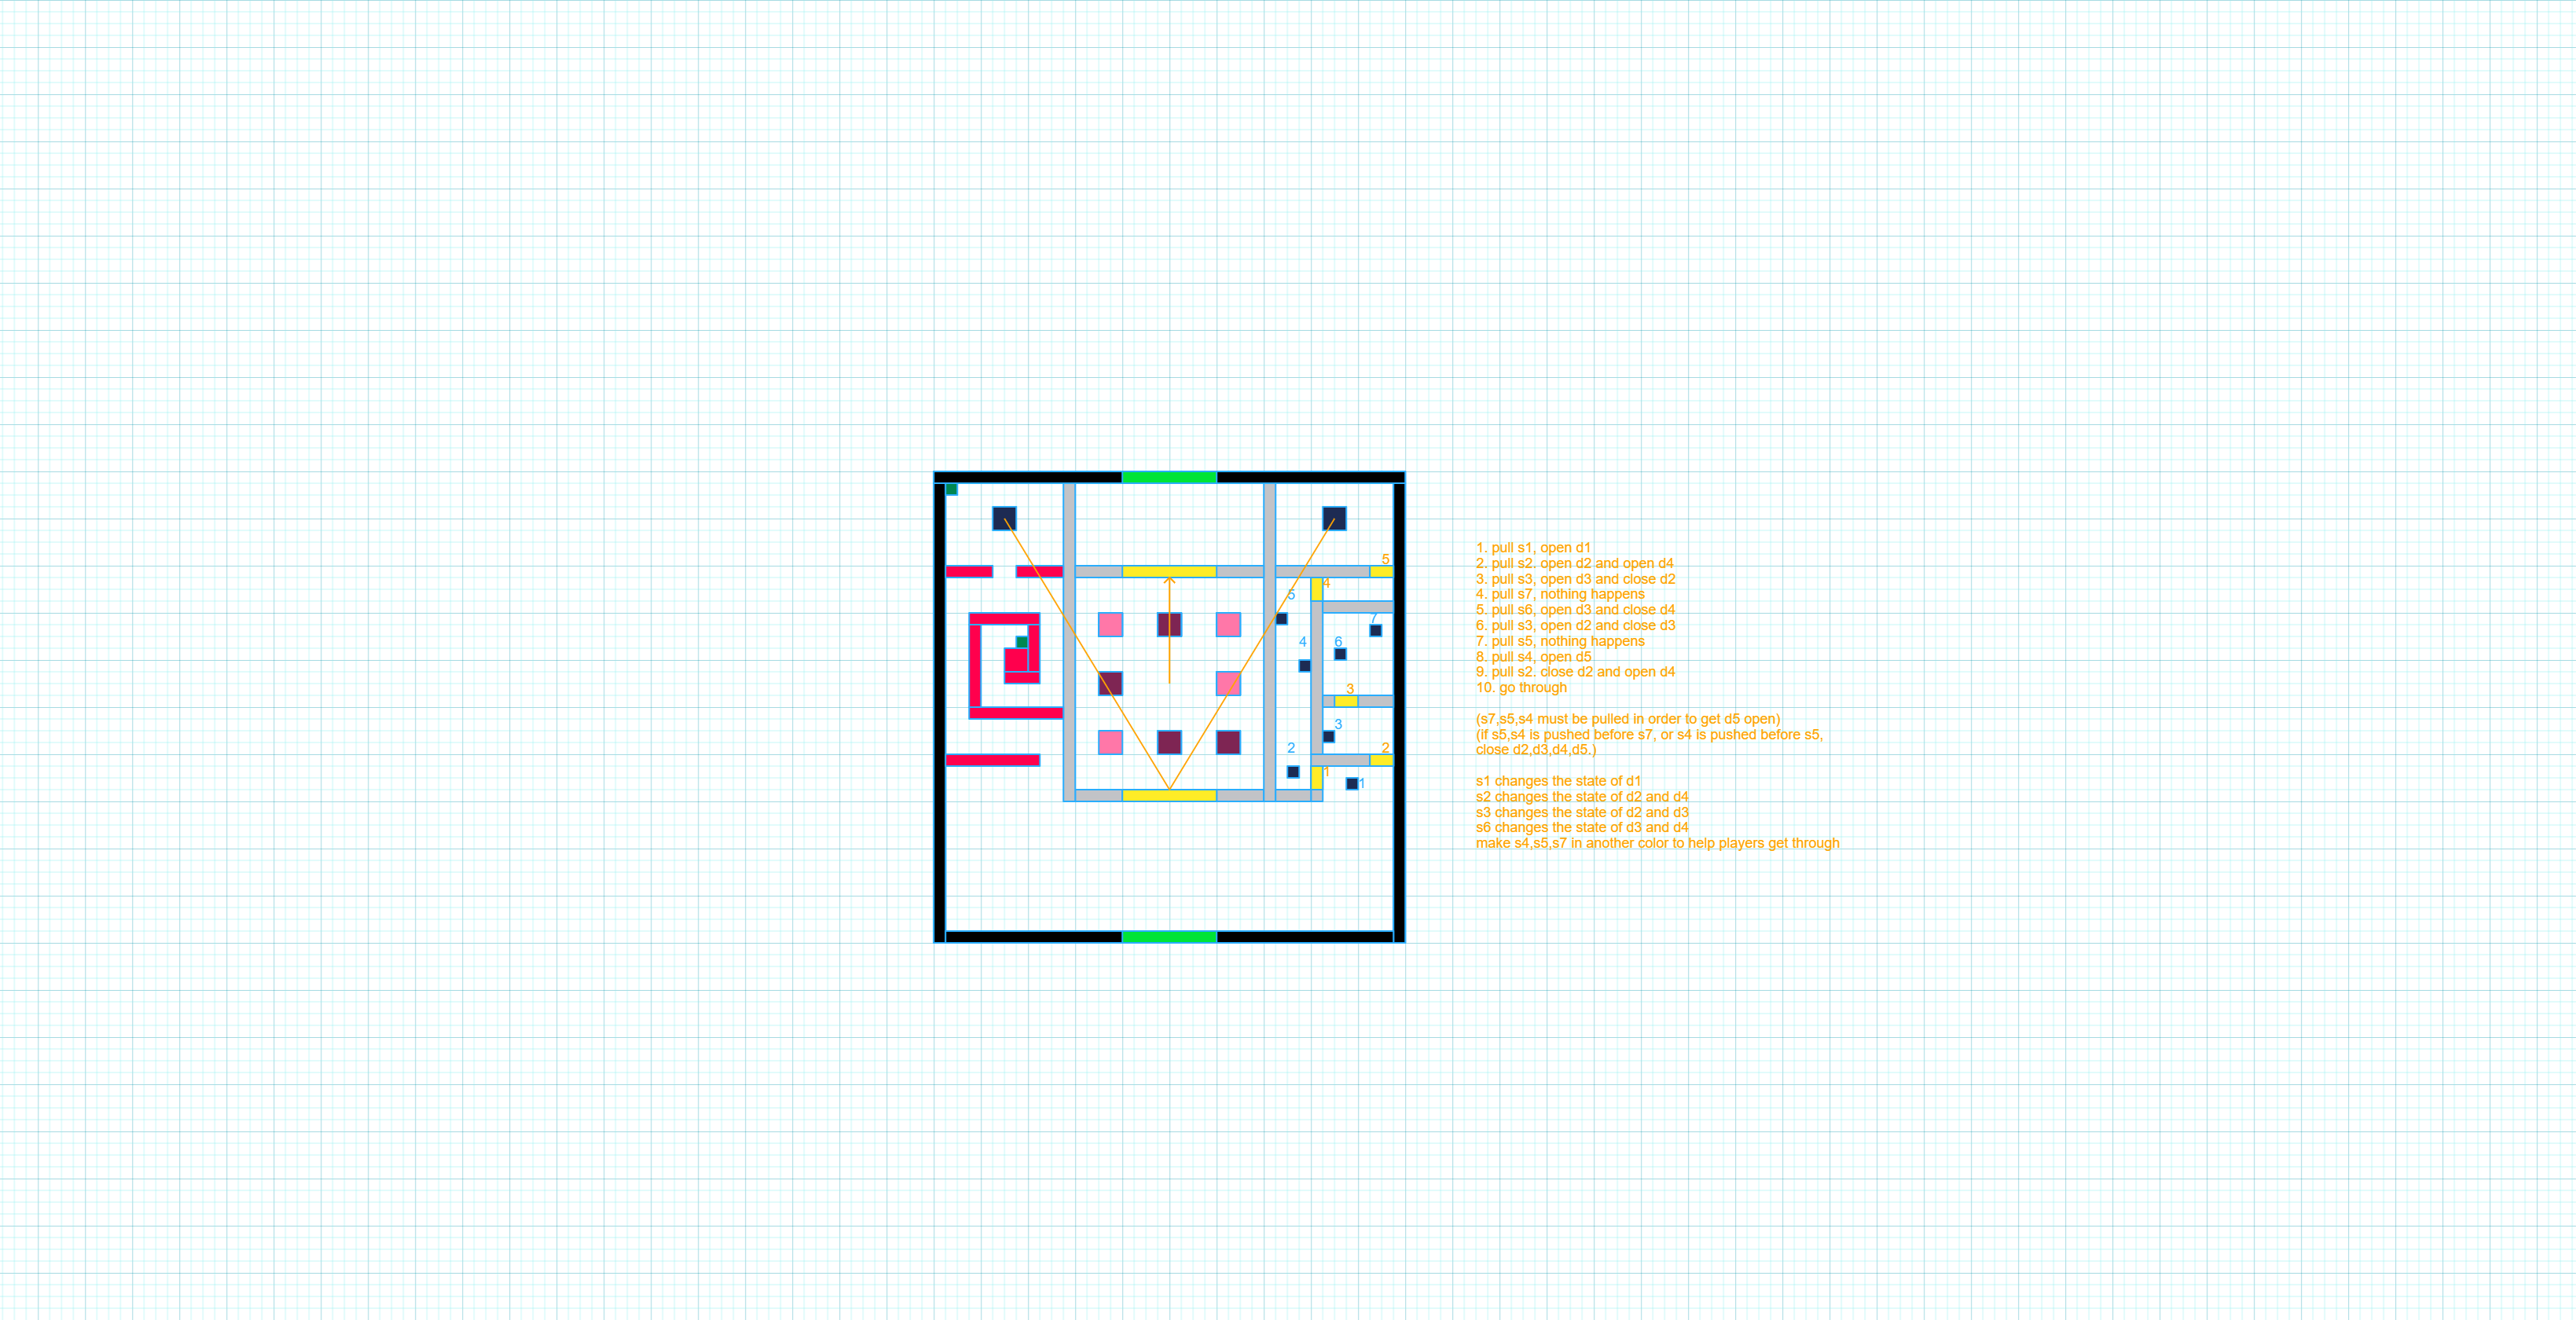 5
4
5
7
4
6
3
3
2
2
1
1
1. pull s1, open d1
2. pull s2. open d2 and open d4
3. pull s3, open d3 and close d2
4. pull s7, nothing happens
5. pull s6, open d3 and close d4
6. pull s3, open d2 and close d3
7. pull s5, nothing happens
8. pull s4, open d5
9. pull s2. close d2 and open d4
10. go through
(s7,s5,s4 must be pulled in order to get d5 open)
(if s5,s4 is pushed before s7, or s4 is pushed before s5,
close d2,d3,d4,d5.)
s1 changes the state of d1
s2 changes the state of d2 and d4
s3 changes the state of d2 and d3
s6 changes the state of d3 and d4
make s4,s5,s7 in another color to help players get through